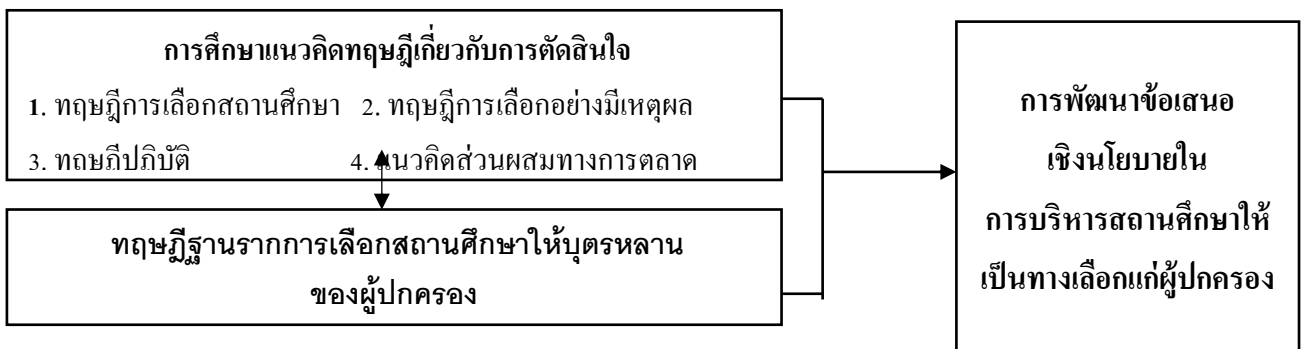 การศึกษาแนวคิดทฤษฎีเกี่ยวกับการตัดสินใจ
1. ทฤษฎีการเลือกสถานศึกษา 2. ทฤษฎีการเลือกอย่างมีเหตุผล
3. ทฤษฎีปฏิบัติ 4. แนวคิดส่วนผสมทางการตลาด
ทฤษฎีฐานรากการเลือกสถานศึกษาให้บุตรหลาน
ของผู้ปกครอง
การพัฒนาข้อเสนอ
เชิงนโยบายใน
การบริหารสถานศึกษาให้
เป็นทางเลือกแก่ผู้ปกครอง